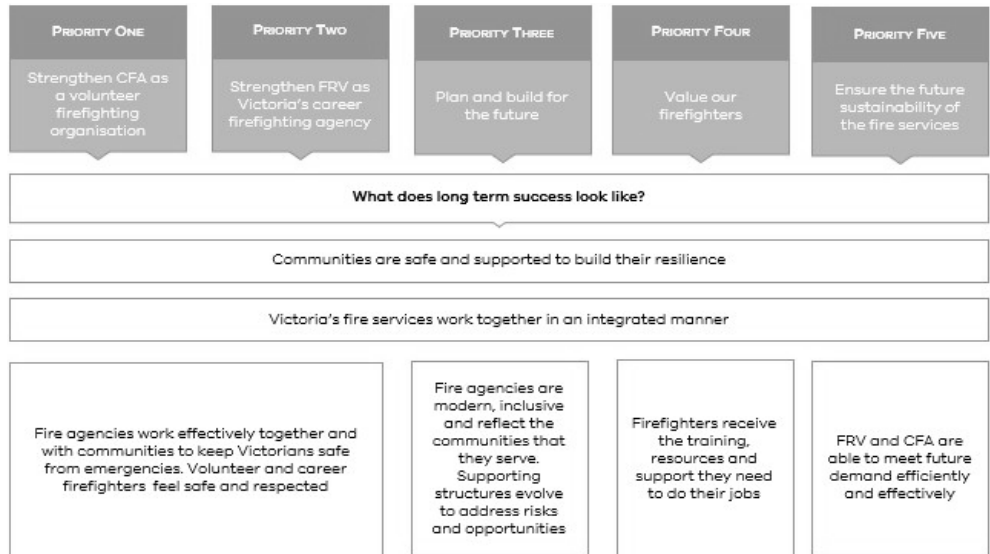 PRIORITY ONE
Strengthen CFA as
a volunteer
firefighting
organisation
PRIORITY TWO
Strengthen FRV as
Victoria's career
firefighting agency
PRIORITY THREE
Plan and build for
the future
PRIORITY FOUR
Value our
firefighters
PRIORITY FIVE
Ensure the future
sustainability of
the fire services
What does long term success look like?
Communities are safe and supported to build their resilience
Victoria's fire services work together in an integrated manner
Fire agencies work effectively together and
with communities to keep Victorians safe
from emergencies. Volunteer and career
firefighters feel safe and respected
Fire agencies are
modern, inclusive
and reflect the
communities that
they serve.
Supporting
structures evolve
to address risks
and opportunities
Firefighters receive
the training,
resources and
support they need
to do their jobs
FRV and CFA are
able to meet future
demand efficiently
and effectively